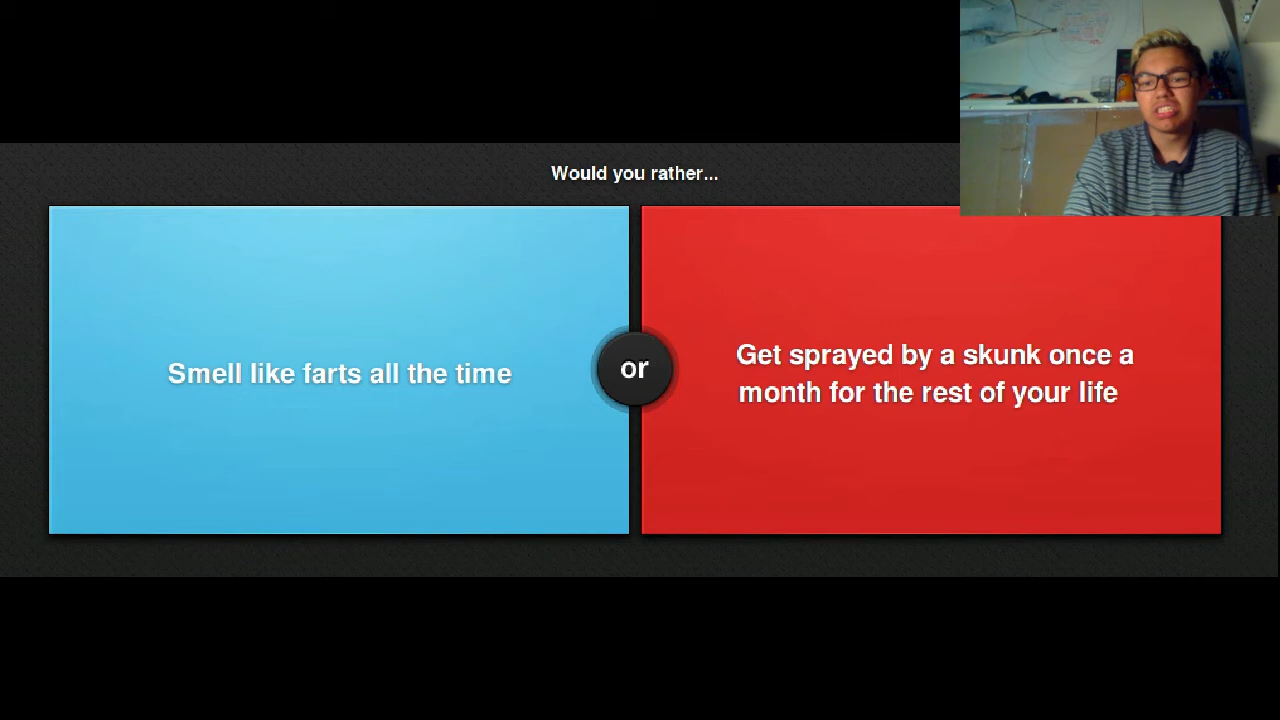 Would you rather...
Smell like farts all the time
or
Get sprayed by a skunk once a
month for the rest of your life